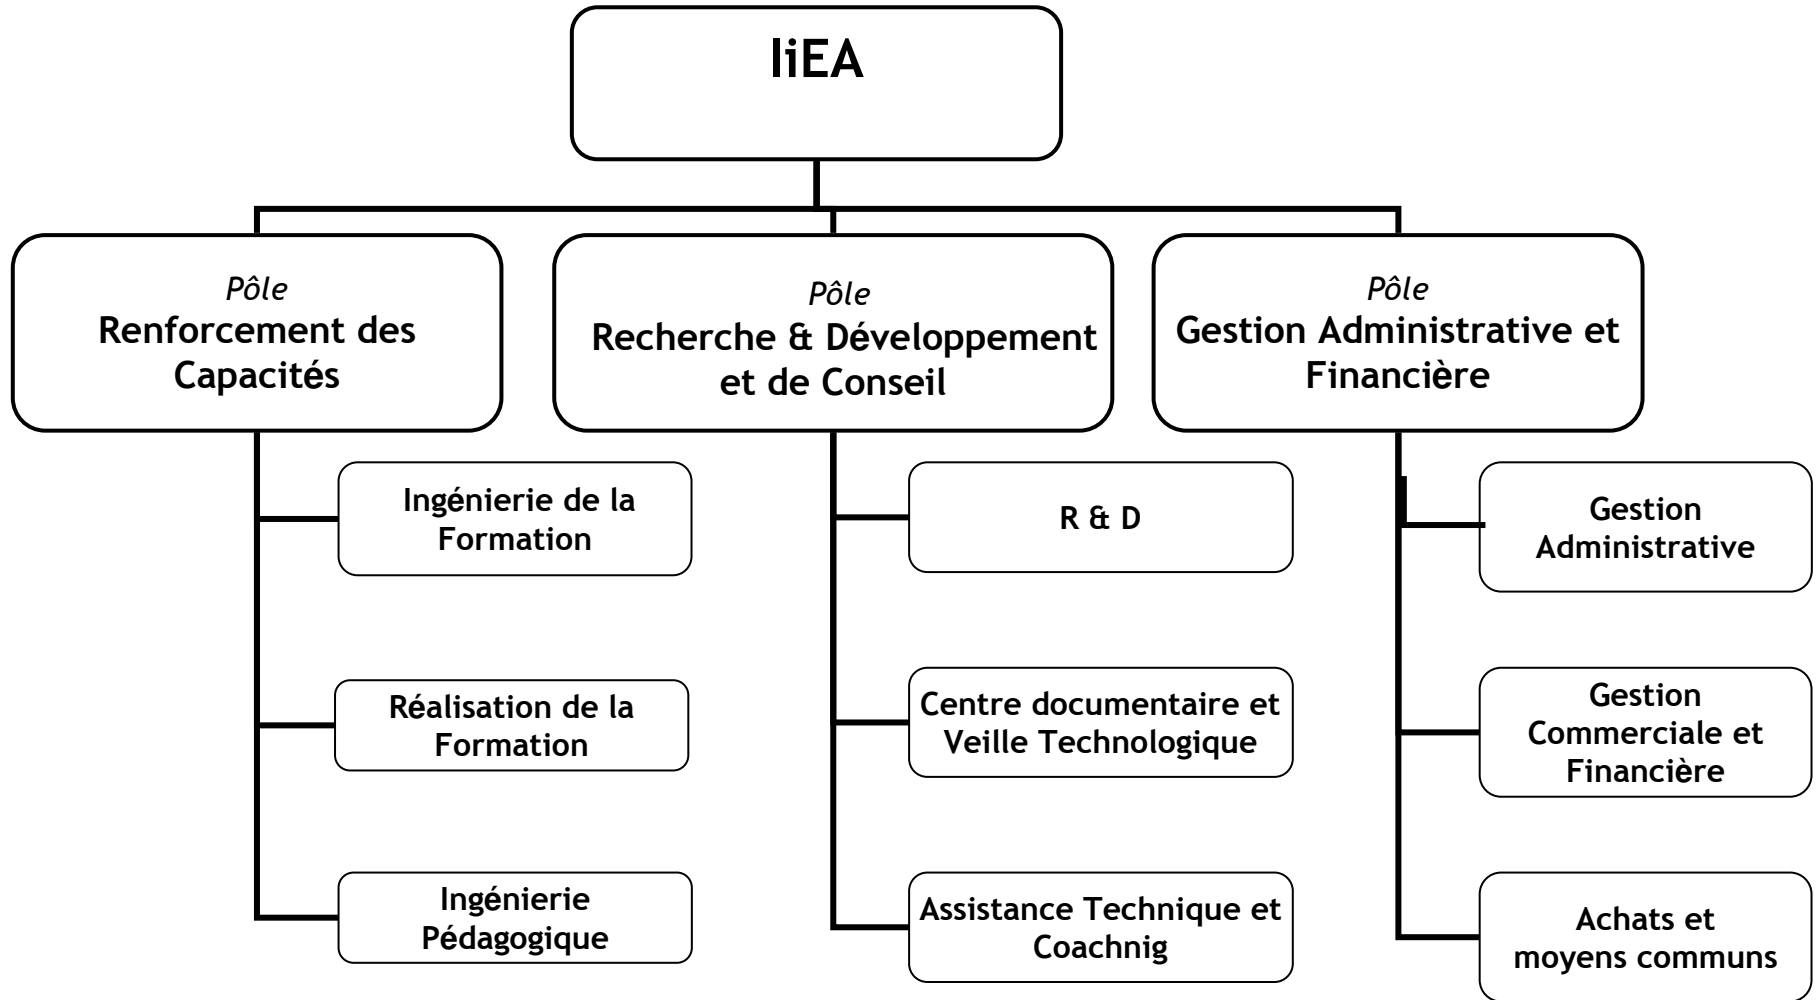 IiEA
Pôle
Renforcement des
Capacités
Pôle
Recherche & Développement
et de Conseil
Pôle
Gestion Administrative et
Financière
Ingénierie de la
Formation
Réalisation de la
Formation
Ingénierie
Pédagogique
R & D
Centre documentaire et
Veille Technologique
Assistance Technique et
Coachnig
Gestion
Administrative
Gestion
Commerciale et
Financière
Achats et
moyens communs